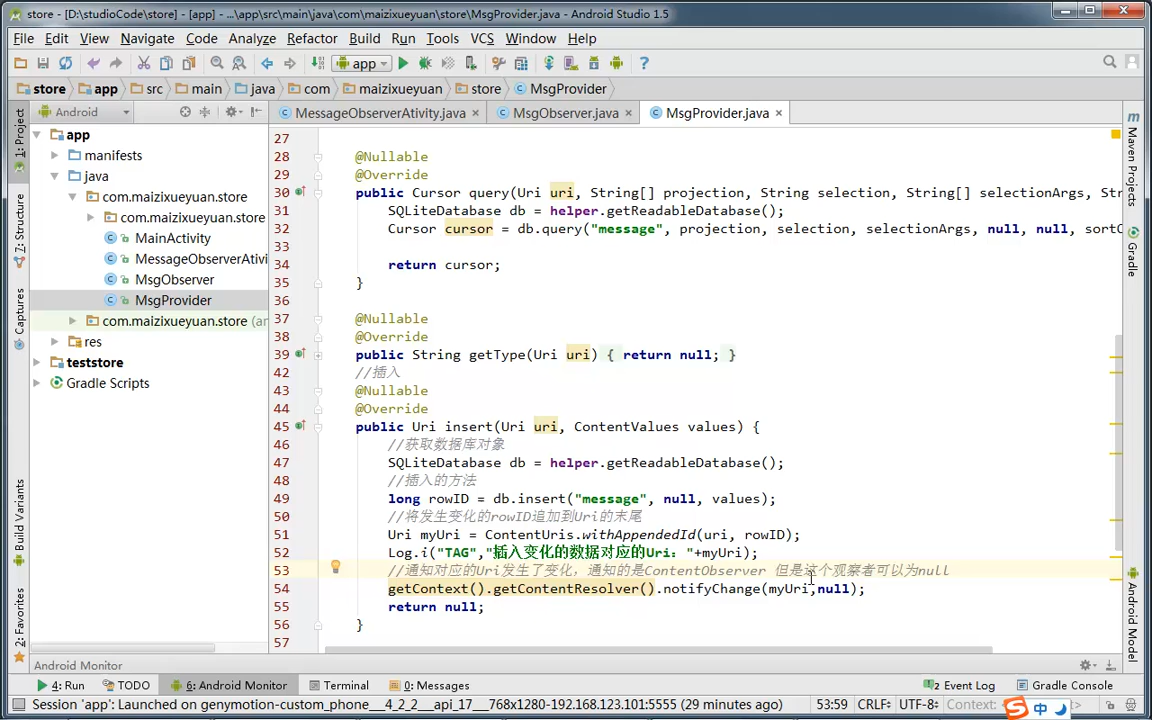 store - [D:\studioCode\store] - [app] - ...\app\src\main\java\com\maizixueyuan\store\MsgProvider.java - Android Studio 1.5
File Edit View Navigate Code Analyze Refactor Build Run Tools VCS Window Help
app
store app src main java com maizixueyuan store MsgProvider
Android
MessageObserverAtivity.java MsgObserver.java MsgProvider.java
1: Project
7: Structure
Captures
Build Variants
2: Favorites
app
manifests
java
com.maizixueyuan.store
com.maizixueyuan.store
MainActivity
MessageObserverAtivi
MsgObserver
MsgProvider
com.maizixueyuan.store (ar
res
teststore
Gradle Scripts
27
28 @Nullable
29 @Override
30 public Cursor query(Uri uri, String[] projection, String selection, String[] selectionArgs, Str
31 SQLiteDatabase db = helper.getReadableDatabase();
32 Cursor cursor = db.query("message", projection, selection, selectionArgs, null, null, sortO
33
34 return cursor;
35 }
36
37 @Nullable
38 @Override
39 public String getType(Uri uri) { return null; }
42 //插入
43 @Nullable
44 @Override
45 public Uri insert(Uri uri, ContentValues values) {
46 //获取数据库对象
47 SQLiteDatabase db = helper.getReadableDatabase();
48 //插入的方法
49 long rowID = db.insert("message", null, values);
50 //将发生变化的rowID追加到Uri的末尾
51 Uri myUri = ContentUris.withAppendedId(uri, rowID);
52 Log.i("TAG","插入变化的数据对应的Uri: "+myUri);
53 //通知对应的Uri发生了变化，通知的是ContentObserver 但是这个观察者可以为null
54 getContext().getContentResolver().notifyChange(myUri,null);
55 return null;
56 }
57
Maven Projects
Gradle
Android Model
Android Monitor
4: Run TODO 6: Android Monitor Terminal 0: Messages Event Log Gradle Console
Session 'app': Launched on genymotion-custom_phone__4_2_2__api_17__768x1280-192.168.123.101:5555 (29 minutes ago) 53:59 CRLF UTF-8 Context: 中